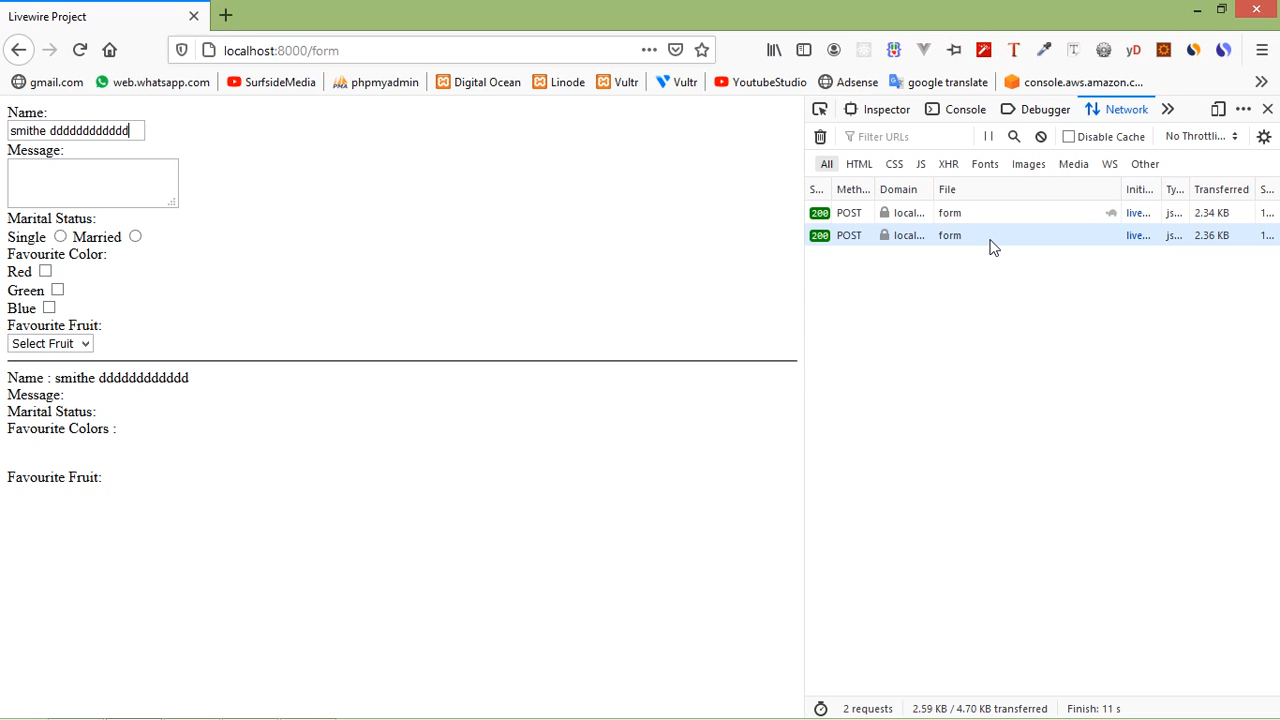 Livewire Project
localhost:8000/form
gmail.com web.whatsapp.com SurfsideMedia phpmyadmin Digital Ocean Linode Vultr Vultr YoutubeStudio Adsense google translate console.aws.amazon.c...
Inspector Console Debugger Network
Filter URLs Disable Cache No Throttli...
All HTML CSS JS XHR Fonts Images Media WS Other
S... Meth... Domain File Initi... Ty... Transferred S...
200 POST local... form live... js... 2.34 KB 1...
200 POST local... form live... js... 2.36 KB 1...
Name:
smithe dddddddddddd
Message:
Marital Status:
Single Married
Favourite Color:
Red
Green
Blue
Favourite Fruit:
Select Fruit
Name : smithe dddddddddddd
Message:
Marital Status:
Favourite Colors :
Favourite Fruit:
2 requests 2.59 KB / 4.70 KB transferred Finish: 11 s